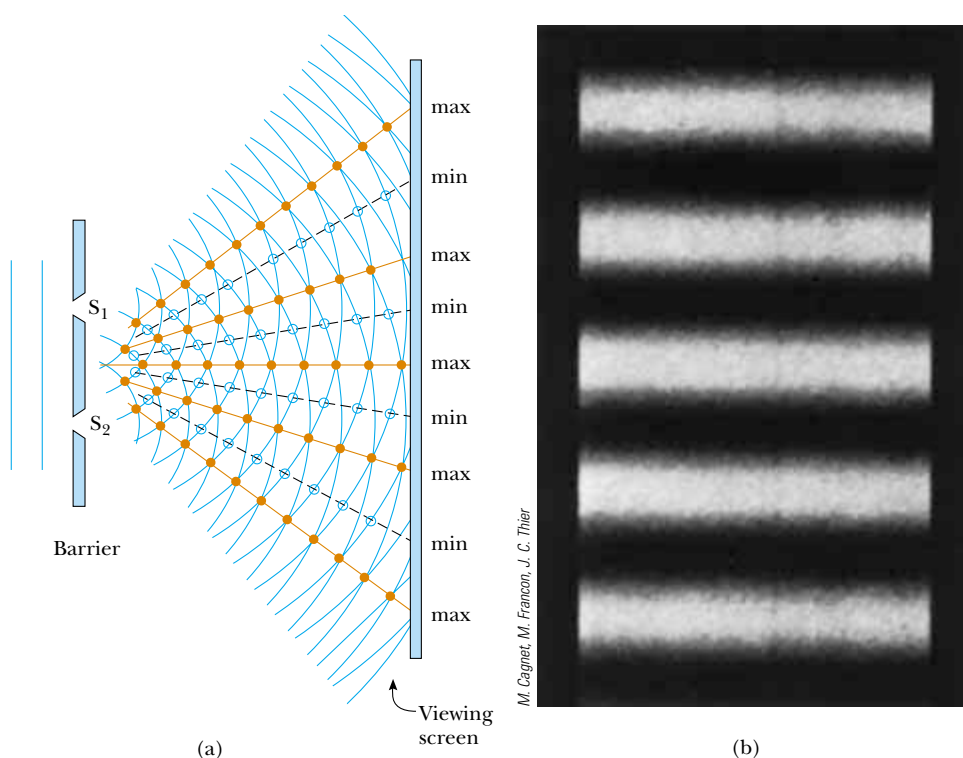 max
min
max
S1
min
max
min
S2
max
min
Barrier
max
Viewing
screen
(a)
M. Cagnet, M. Francon, J. C. Thier
(b)